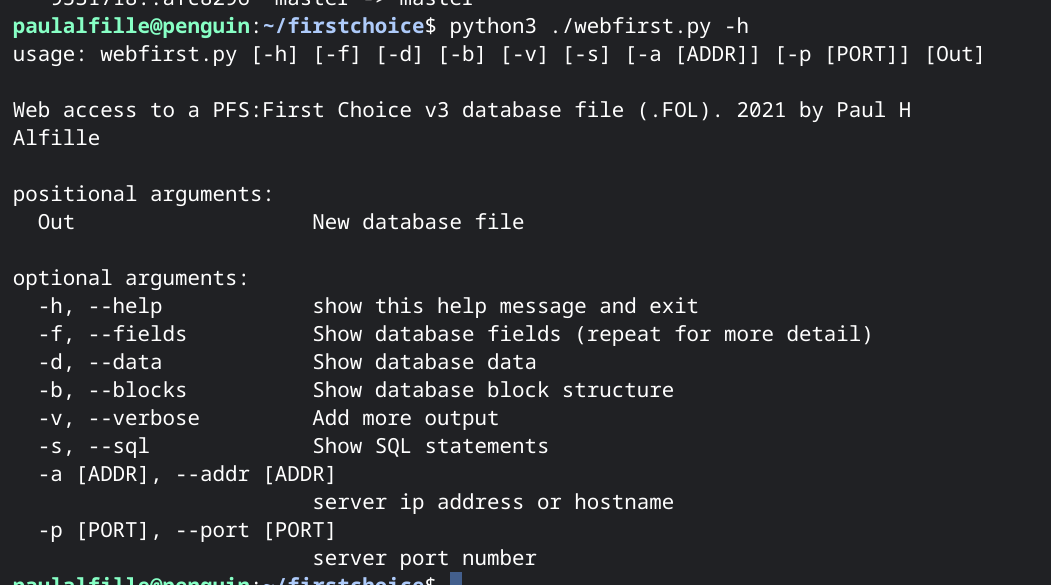 master -> master
paulalfille@penguin:~/firstchoice$ python3 ./webfirst.py -h
usage: webfirst.py [-h] [-f] [-d] [-b] [-v] [-s] [-a [ADDR]] [-p [PORT]] [Out]
Web access to a PFS:First Choice v3 database file (.FOL). 2021 by Paul H
Alfille
positional arguments:
  Out                   New database file
optional arguments:
  -h, --help            show this help message and exit
  -f, --fields          Show database fields (repeat for more detail)
  -d, --data            Show database data
  -b, --blocks          Show database block structure
  -v, --verbose         Add more output
  -s, --sql             Show SQL statements
  -a [ADDR], --addr [ADDR]
                        server ip address or hostname
  -p [PORT], --port [PORT]
                        server port number
paulalfille@penguin:~/firstchoice$